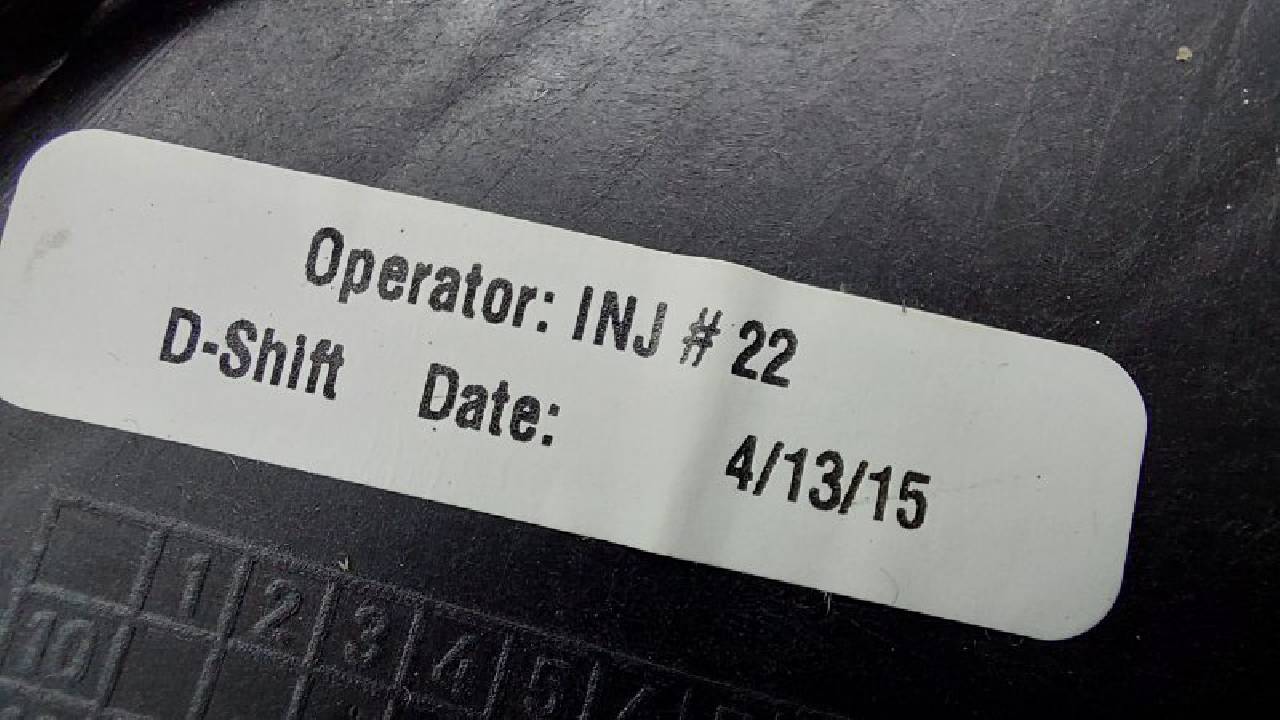 Operator: INJ # 22
D-Shift Date: 4/13/15
1 2 3 4 5
10